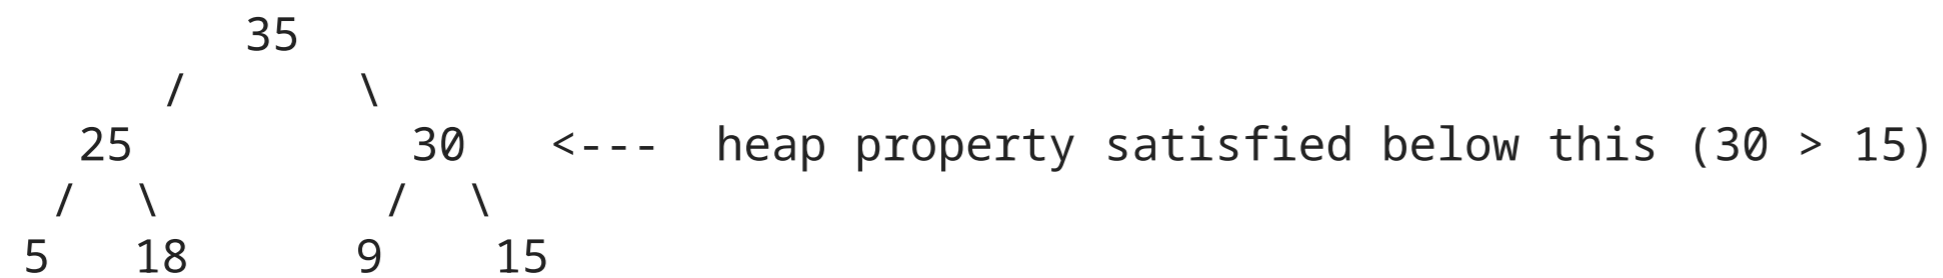 35
/ \
25 30 <--- heap property satisfied below this (30 > 15)
/ \ / \
5 18 9 15